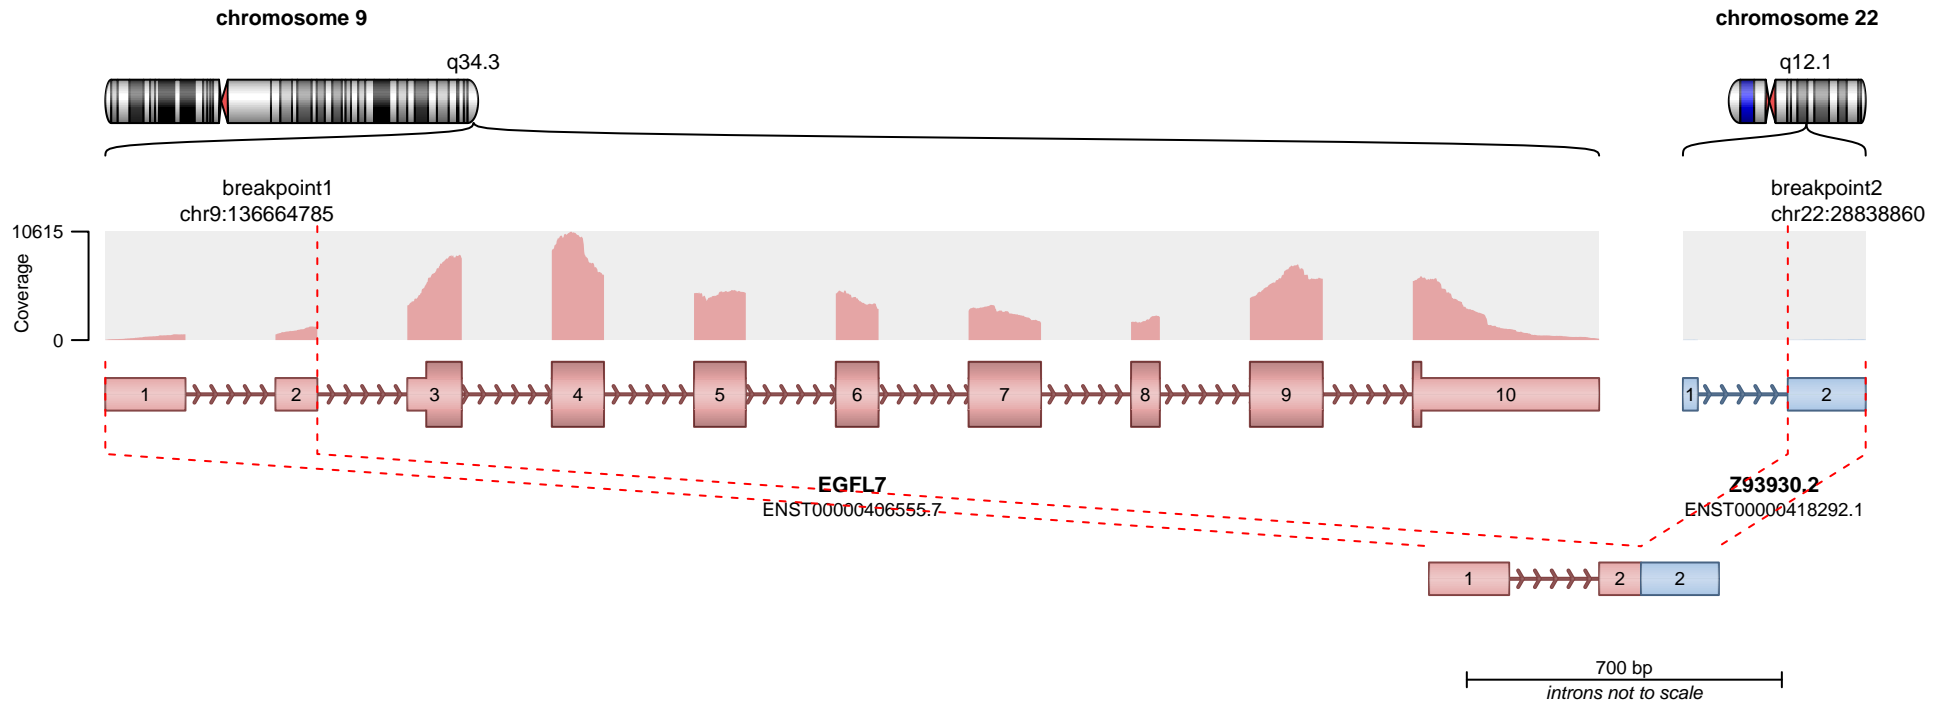 chromosome 9
chromosome 22
q34.3
q12.1
breakpoint1
chr9:136664785
breakpoint2
chr22:28838860
10615
0
Coverage
1 2 3 4 5 6 7 8 9 10
1 2
EGFL7
ENST00000406555.7
Z93930.2
ENST00000418292.1
1 2 2
700 bp
introns not to scale